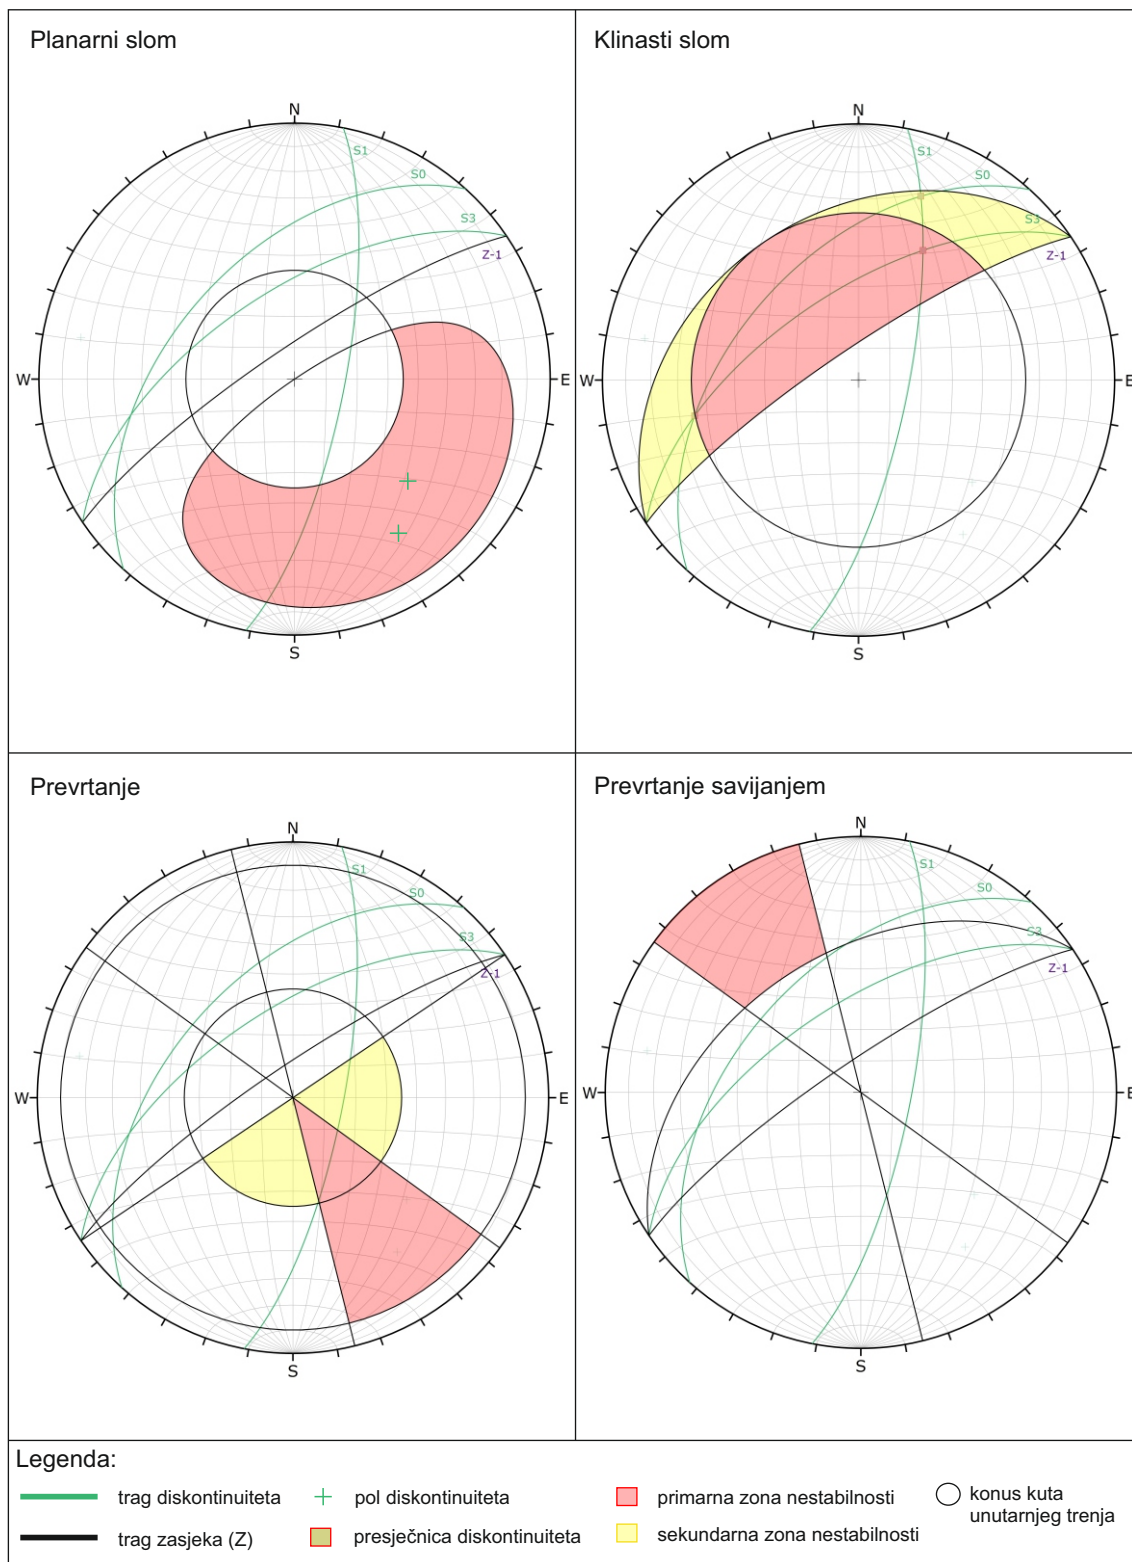 Planarni slom
N
S1
S0
S3
Z-1
W
E
S
Klinasti slom
N
S1
S0
S3
Z-1
W
E
S
Prevrtanje
N
S1
S0
S3
Z-1
W
E
S
Prevrtanje savijanjem
N
S1
S0
S3
Z-1
W
E
S
Legenda:
trag diskontinuiteta
pol diskontinuiteta
primarna zona nestabilnosti
konus kuta
unutarnjeg trenja
trag zasjeka (Z)
presječnica diskontinuiteta
sekundarna zona nestabilnosti